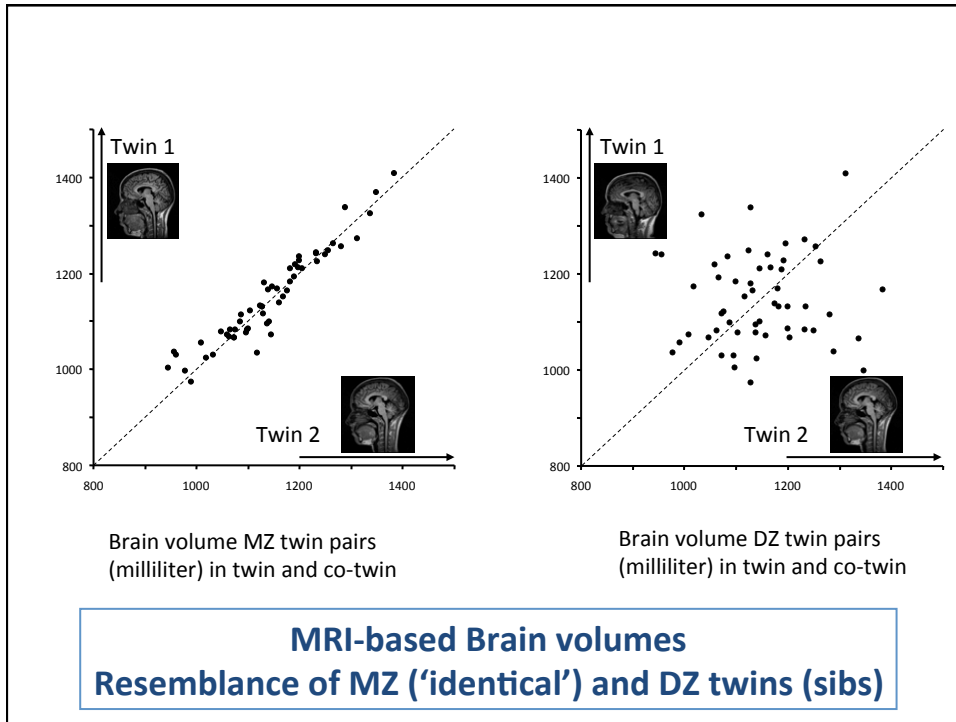 Twin 1
1400
1200
1000
800
Twin 2
800
1000
1200
1400
Brain volume MZ twin pairs
(milliliter) in twin and co-twin
Twin 1
1400
1200
1000
800
Twin 2
800
1000
1200
1400
Brain volume DZ twin pairs
(milliliter) in twin and co-twin
MRI-based Brain volumes
Resemblance of MZ (‘identical’) and DZ twins (sibs)